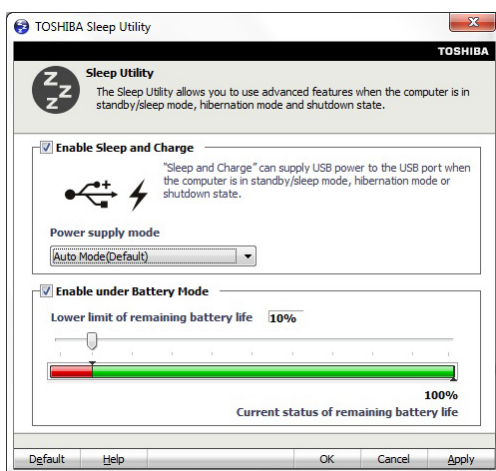 TOSHIBA Sleep Utility
TOSHIBA
Sleep Utility
The Sleep Utility allows you to use advanced features when the computer is in
standby/sleep mode, hibernation mode and shutdown
state.
Enable Sleep and Charge
"Sleep and Charge" can supply USB power to the USB port when
the computer is in standby/sleep mode, hibernation mode or
shutdown state.
Power supply mode
Auto Mode(Default)
Enable under Battery Mode
Lower limit of remaining battery life 10%
100%
Current status of remaining battery life
Default Help OK Cancel Apply